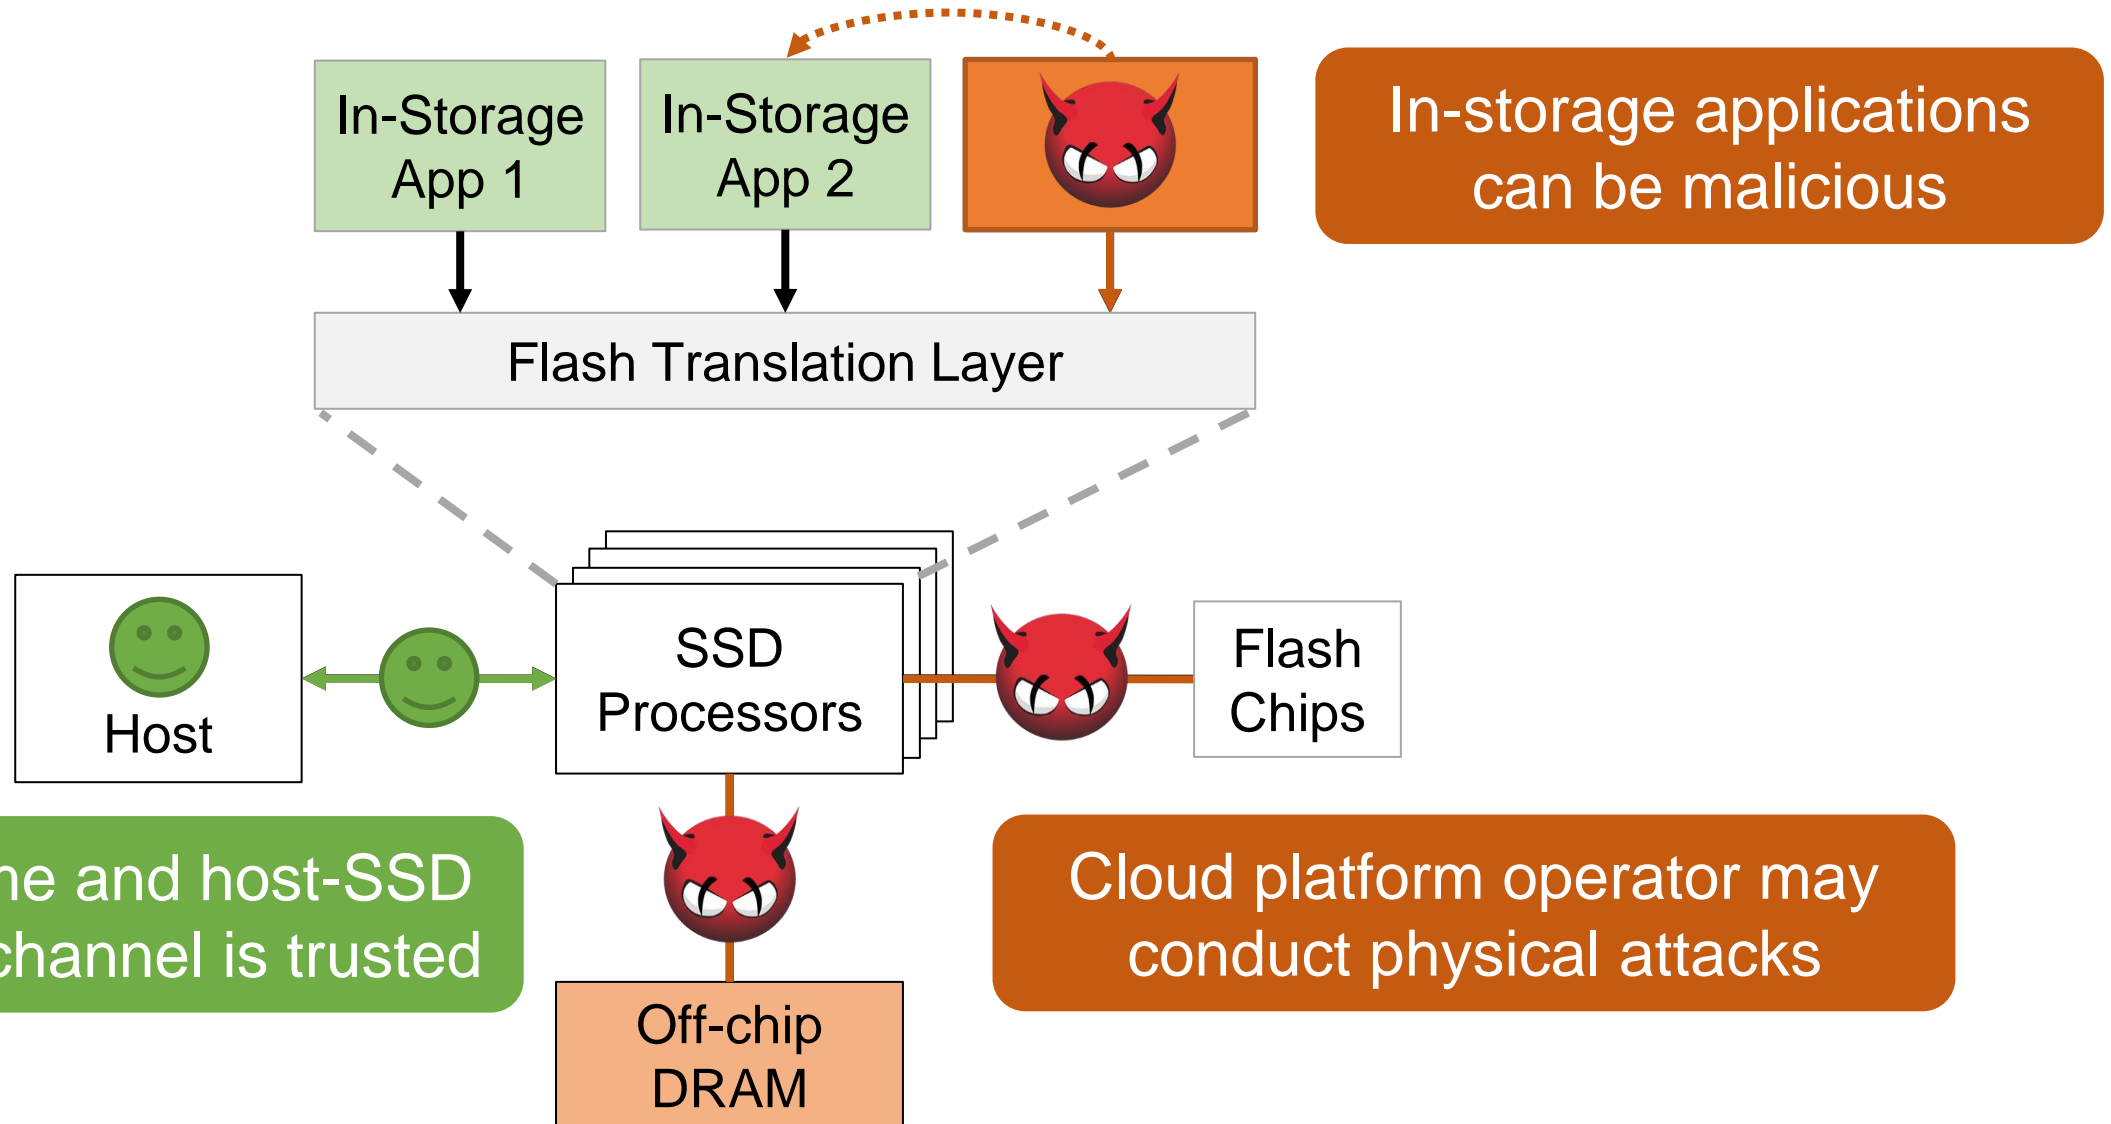 In-Storage
App 1
In-Storage
App 2
In-storage applications
can be malicious
Flash Translation Layer
Host
SSD
Processors
Flash
Chips
and host-SSD
channel is trusted
Cloud platform operator may
conduct physical attacks
Off-chip
DRAM